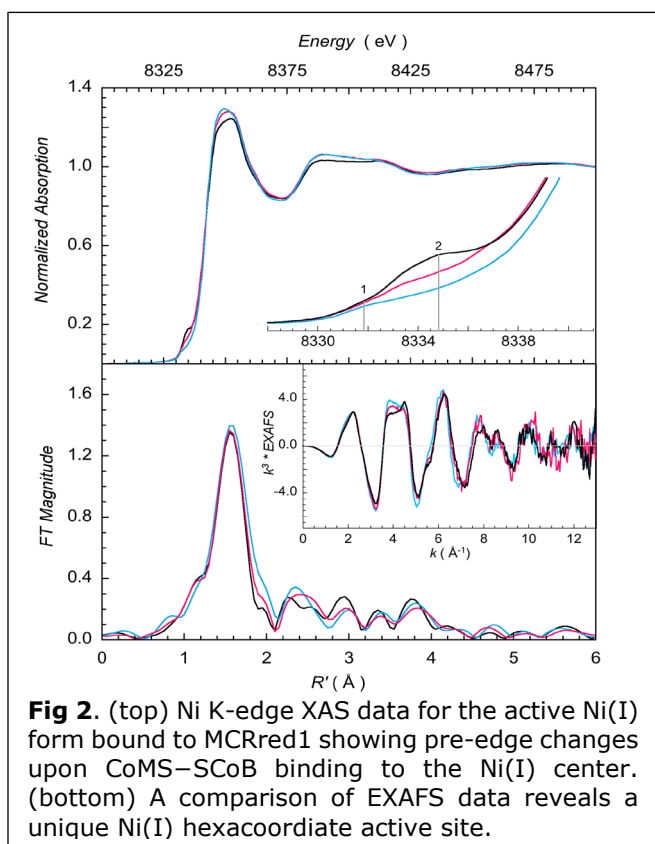 Energy ( eV )
8325 8375 8425 8475
1.4
1.0
0.6
0.2
Normalized Absorption
1 2
8330 8334 8338
1.6
1.2
0.8
0.4
0.0
FT Magnitude
4.0
0.0
-4.0
k³ * EXAFS
0 2 4 6 8 10 12
k ( Å⁻¹ )
0 1 2 3 4 5 6
R' ( Å )
Fig 2. (top) Ni K-edge XAS data for the active Ni(I)
form bound to MCRred1 showing pre-edge changes
upon CoMS−SCoB binding to the Ni(I) center.
(bottom) A comparison of EXAFS data reveals a
unique Ni(I) hexacoordiate active site.